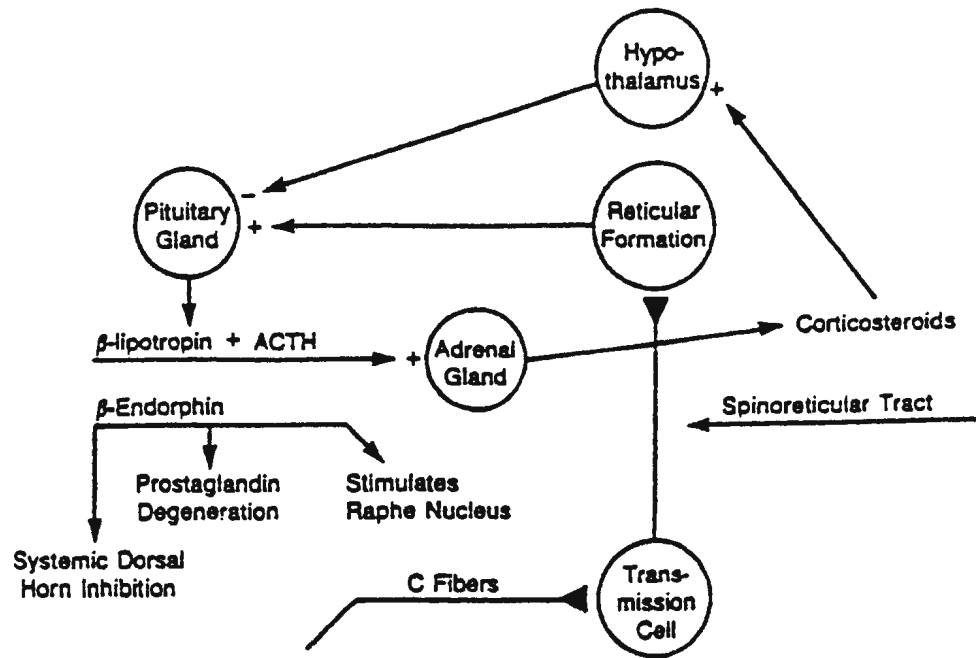 Hypo-
thalamus
+
Pituitary
Gland
−
+
Reticular
Formation
β-lipotropin + ACTH
+
Adrenal
Gland
Corticosteroids
β-Endorphin
Spinoreticular Tract
Prostaglandin
Degeneration
Stimulates
Raphe Nucleus
Systemic Dorsal
Horn Inhibition
C Fibers
Trans-
mission
Cell